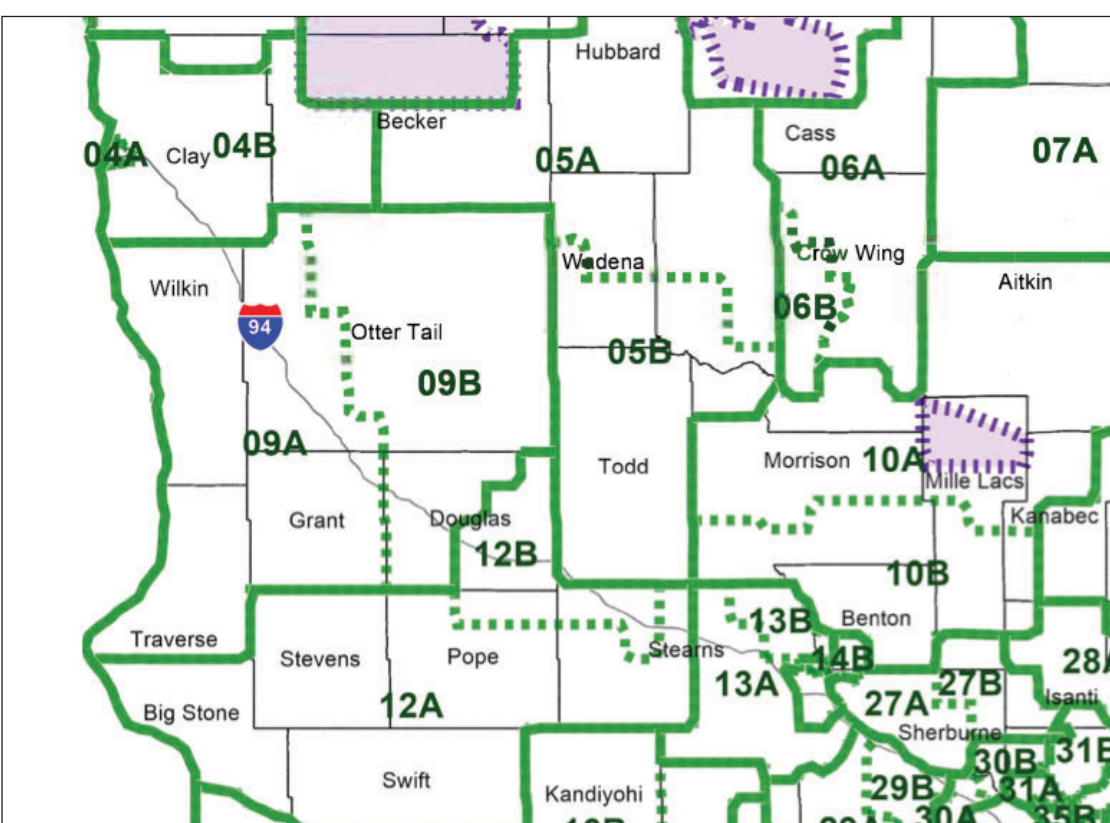 Hubbard
Becker
Cass
04A
Clay
04B
05A
06A
07A
Wadena
Crow Wing
Wilkin
Aitkin
06B
94
Otter Tail
05B
09B
09A
Todd
Morrison
10A
Mille Lacs
Grant
Douglas
Kanabec
12B
10B
13B
Benton
Traverse
Stevens
Pope
Stearns
14B
28A
13A
27B
12A
27A
Isanti
Big Stone
Sherburne
31B
30B
Swift
Kandiyohi
29B
31A
30A
35B